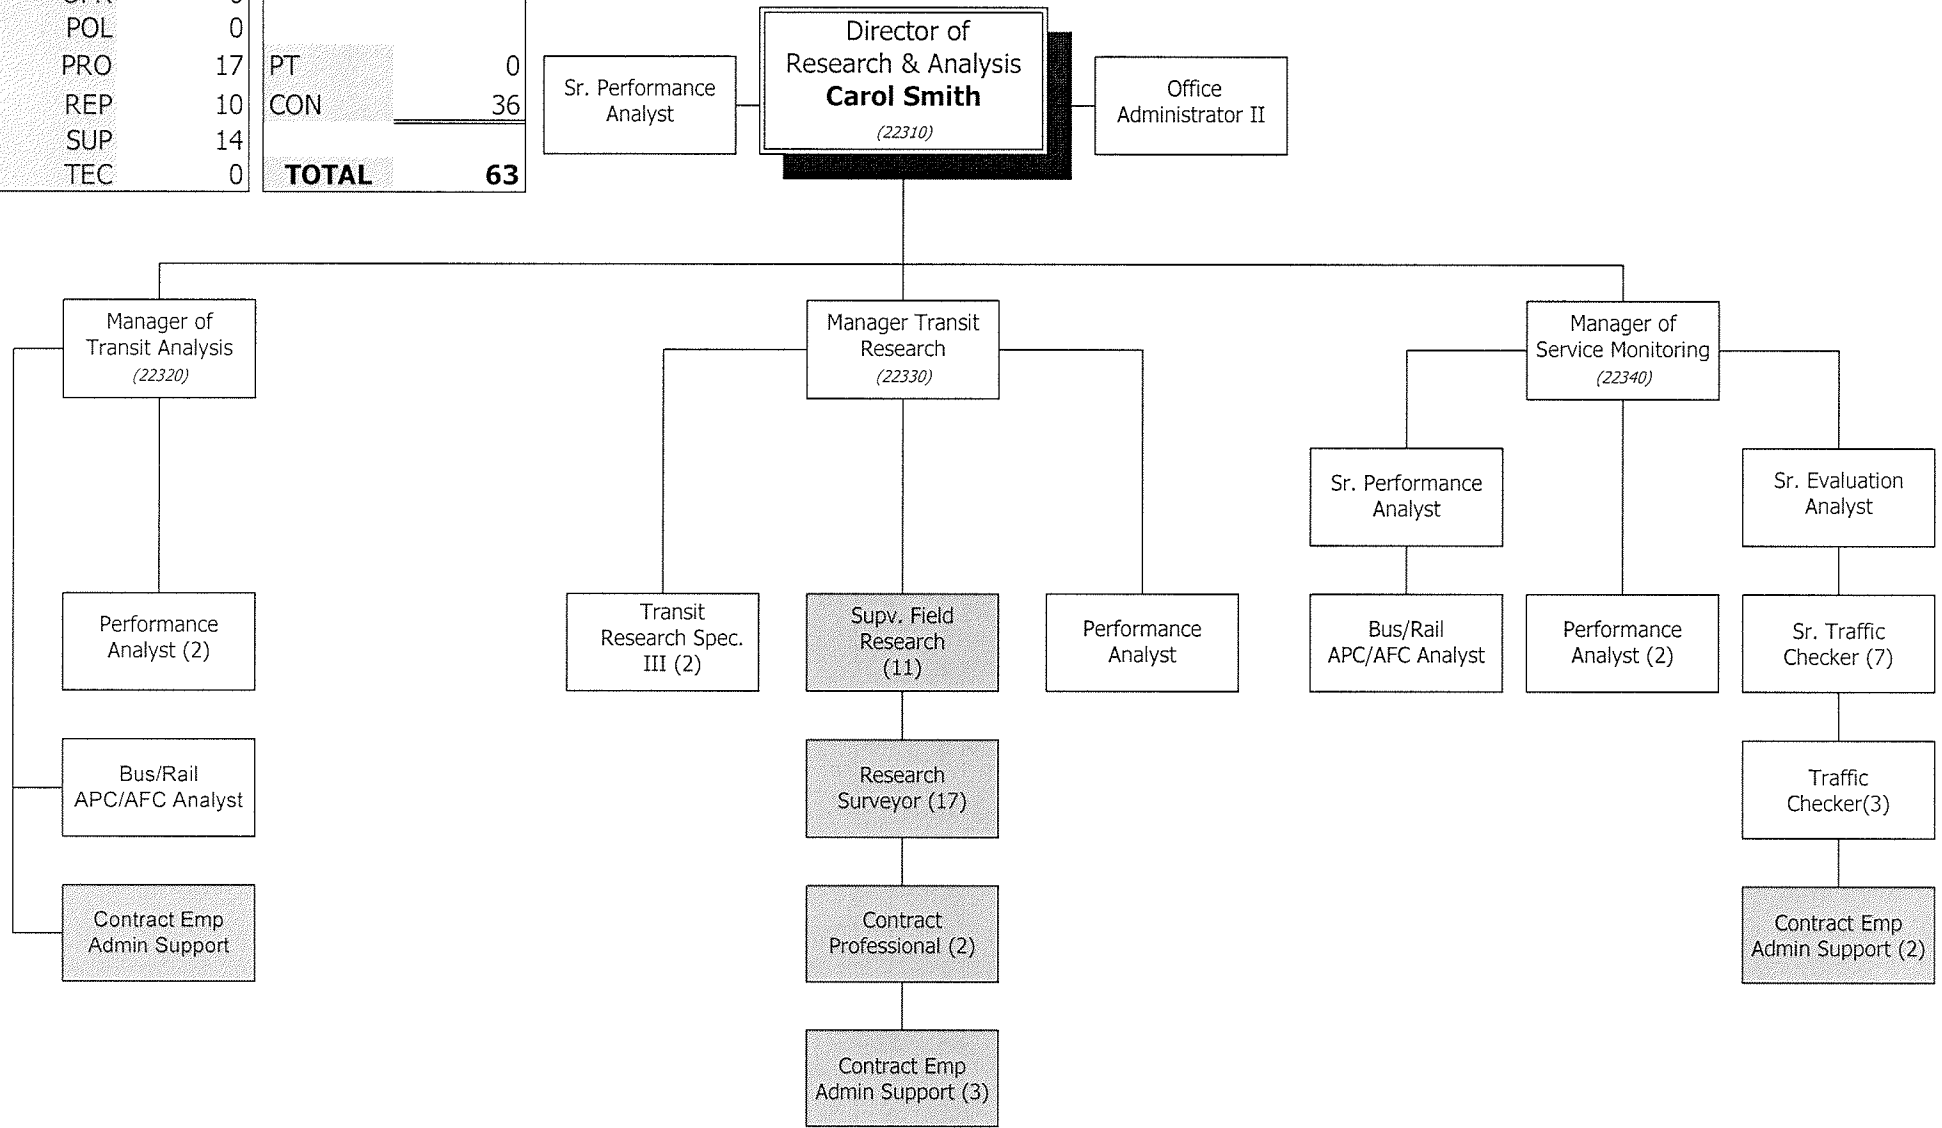 POL 0
PRO 17
REP 10
SUP 14
TEC 0
PT 0
CON 36
TOTAL 63
Sr. Performance
Analyst
Director of
Research & Analysis
Carol Smith
(22310)
Office
Administrator II
Manager of
Transit Analysis
(22320)
Manager Transit
Research
(22330)
Manager of
Service Monitoring
(22340)
Sr. Performance
Analyst
Sr. Evaluation
Analyst
Performance
Analyst (2)
Transit
Research Spec.
III (2)
Supv. Field
Research
(11)
Performance
Analyst
Bus/Rail
APC/AFC Analyst
Performance
Analyst (2)
Sr. Traffic
Checker (7)
Bus/Rail
APC/AFC Analyst
Research
Surveyor (17)
Traffic
Checker(3)
Contract Emp
Admin Support
Contract
Professional (2)
Contract Emp
Admin Support (2)
Contract Emp
Admin Support (3)